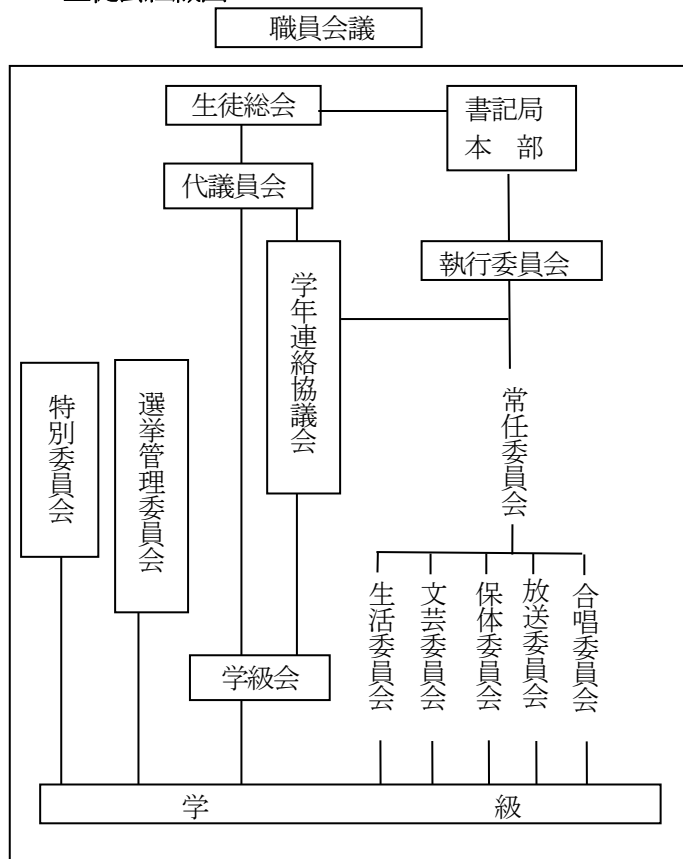 職員会議
生徒総会
書記局
本 部
代議員会
執行委員会
学年連絡協議会
特別委員会
選挙管理委員会
常任委員会
生活委員会
文芸委員会
保体委員会
放送委員会
合唱委員会
学級会
学 級